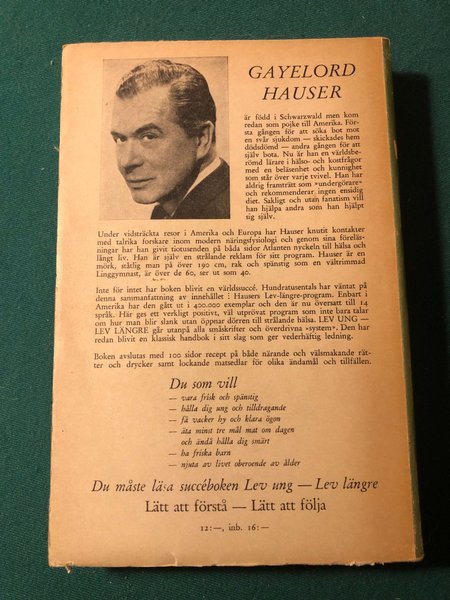 GAYELORD
HAUSER
är född i Schwarzwald men kom
redan som pojke till Amerika. För-
sta gången för att söka bot mot
en svår sjukdom — skickades hem
dödsdömd — andra gången för att
själv bota. Nu är han en världsbe-
römd lärare i hälso- och kostfrågor
med en beläsenhet och kunnighet
som står över varje tvivel. Han har
aldrig framträtt som »undergörare»
och rekommenderar ingen ensidig
diet. Sakligt och utan fanatism vill
han hjälpa andra som han hjälpt
sig själv.
Under vidsträckta resor i Amerika och Europa har Hauser knutit kontakter
med talrika forskare inom modern näringsfysiologi och genom sina föreläs-
ningar har han givit tiotusenden på båda sidor Atlanten nyckeln till hälsa och
långt liv. Han är själv en strålande reklam för sitt program. Hauser är en
mörk, ståtlig man på över 190 cm, rak och spänstig som en vältrimmad
Linggymnast, är över de 60, ser ut som 40.
Inte för intet har boken blivit en världssuccé. Hundratusentals har väntat på
denna sammanfattning av innehållet i Hausers Lev-längre-program. Enbart i
Amerika har den gått ut i 400.000 exemplar och den är nu översatt till 14
språk. Här ges ett verkligt positivt, väl utprövat program som inte bara talar
om hur man blir slank utan öppnar dörren till strålande hälsa. LEV UNG —
LEV LÄNGRE går utanpå alla småskrifter och överdrivna »system». Den har
redan blivit en klassisk handbok i sitt slag som ger vederhäftig ledning.
Boken avslutas med 100 sidor recept på både närande och välsmakande rät-
ter och drycker samt lockande matsedlar för olika ändamål och tillfällen.
Du som vill
— vara frisk och spänstig
— hålla dig ung och tilldragande
— få vacker hy och klara ögon
— äta minst tre mål mat om dagen
och ändå hålla dig smärt
— ha friska barn
— njuta av livet oberoende av ålder
Du måste läsa succéboken Lev ung — Lev längre
Lätt att förstå — Lätt att följa
12:—, inb. 16:—